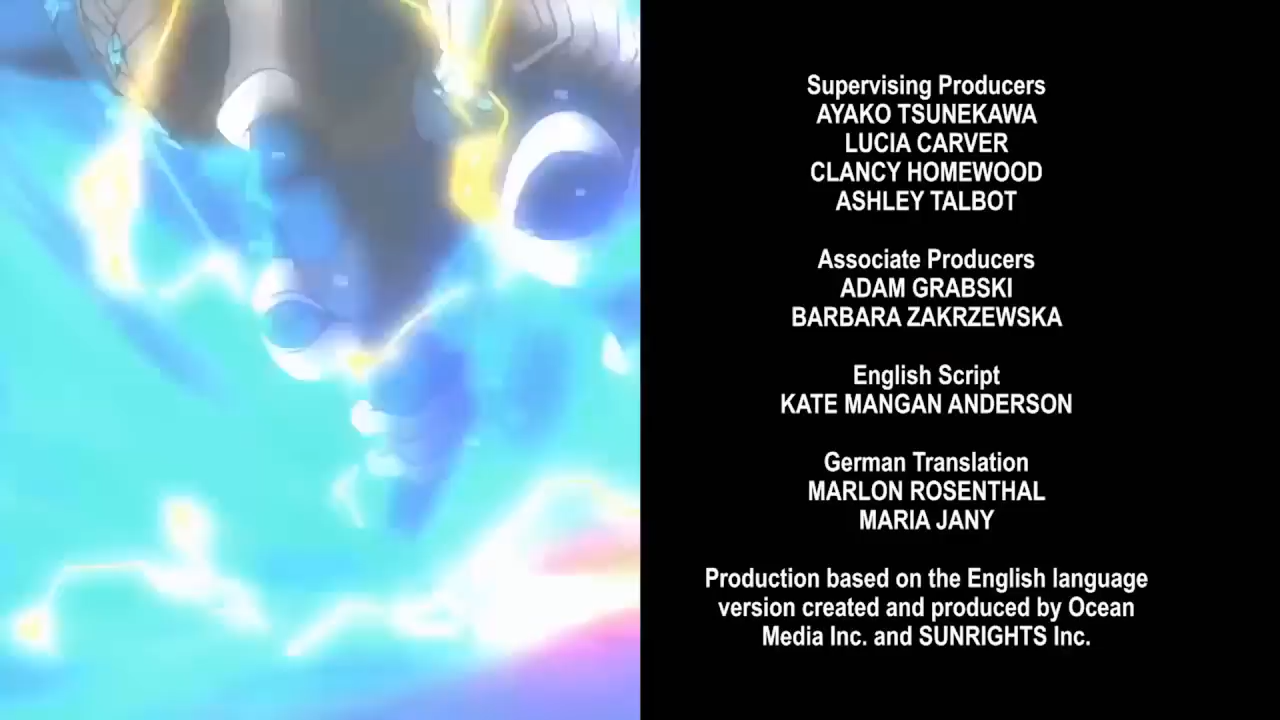 Supervising Producers
AYAKO TSUNEKAWA
LUCIA CARVER
CLANCY HOMEWOOD
ASHLEY TALBOT
Associate Producers
ADAM GRABSKI
BARBARA ZAKRZEWSKA
English Script
KATE MANGAN ANDERSON
German Translation
MARLON ROSENTHAL
MARIA JANY
Production based on the English language
version created and produced by Ocean
Media Inc. and SUNRIGHTS Inc.